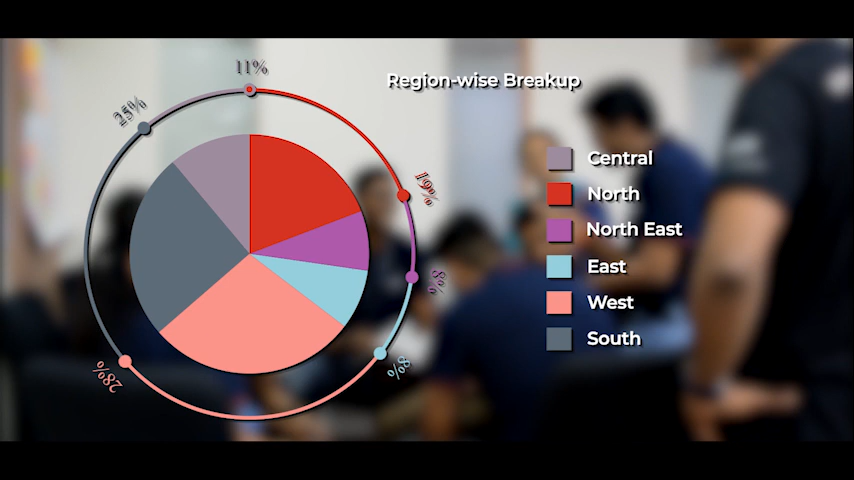 Region-wise Breakup
11%
19%
8%
8%
28%
25%
Central
North
North East
East
West
South